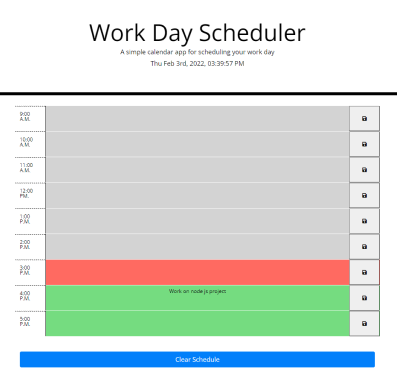 Work Day Scheduler
A simple calendar app for scheduling your work day
Thu Feb 3rd, 2022, 03:39:57 PM
9:00
A.M.
10:00
A.M.
11:00
A.M.
12:00
PM.
1:00
P.M.
2:00
P.M.
3:00
P.M.
4:00
P.M.
Work on node js project
5:00
P.M.
Clear Schedule